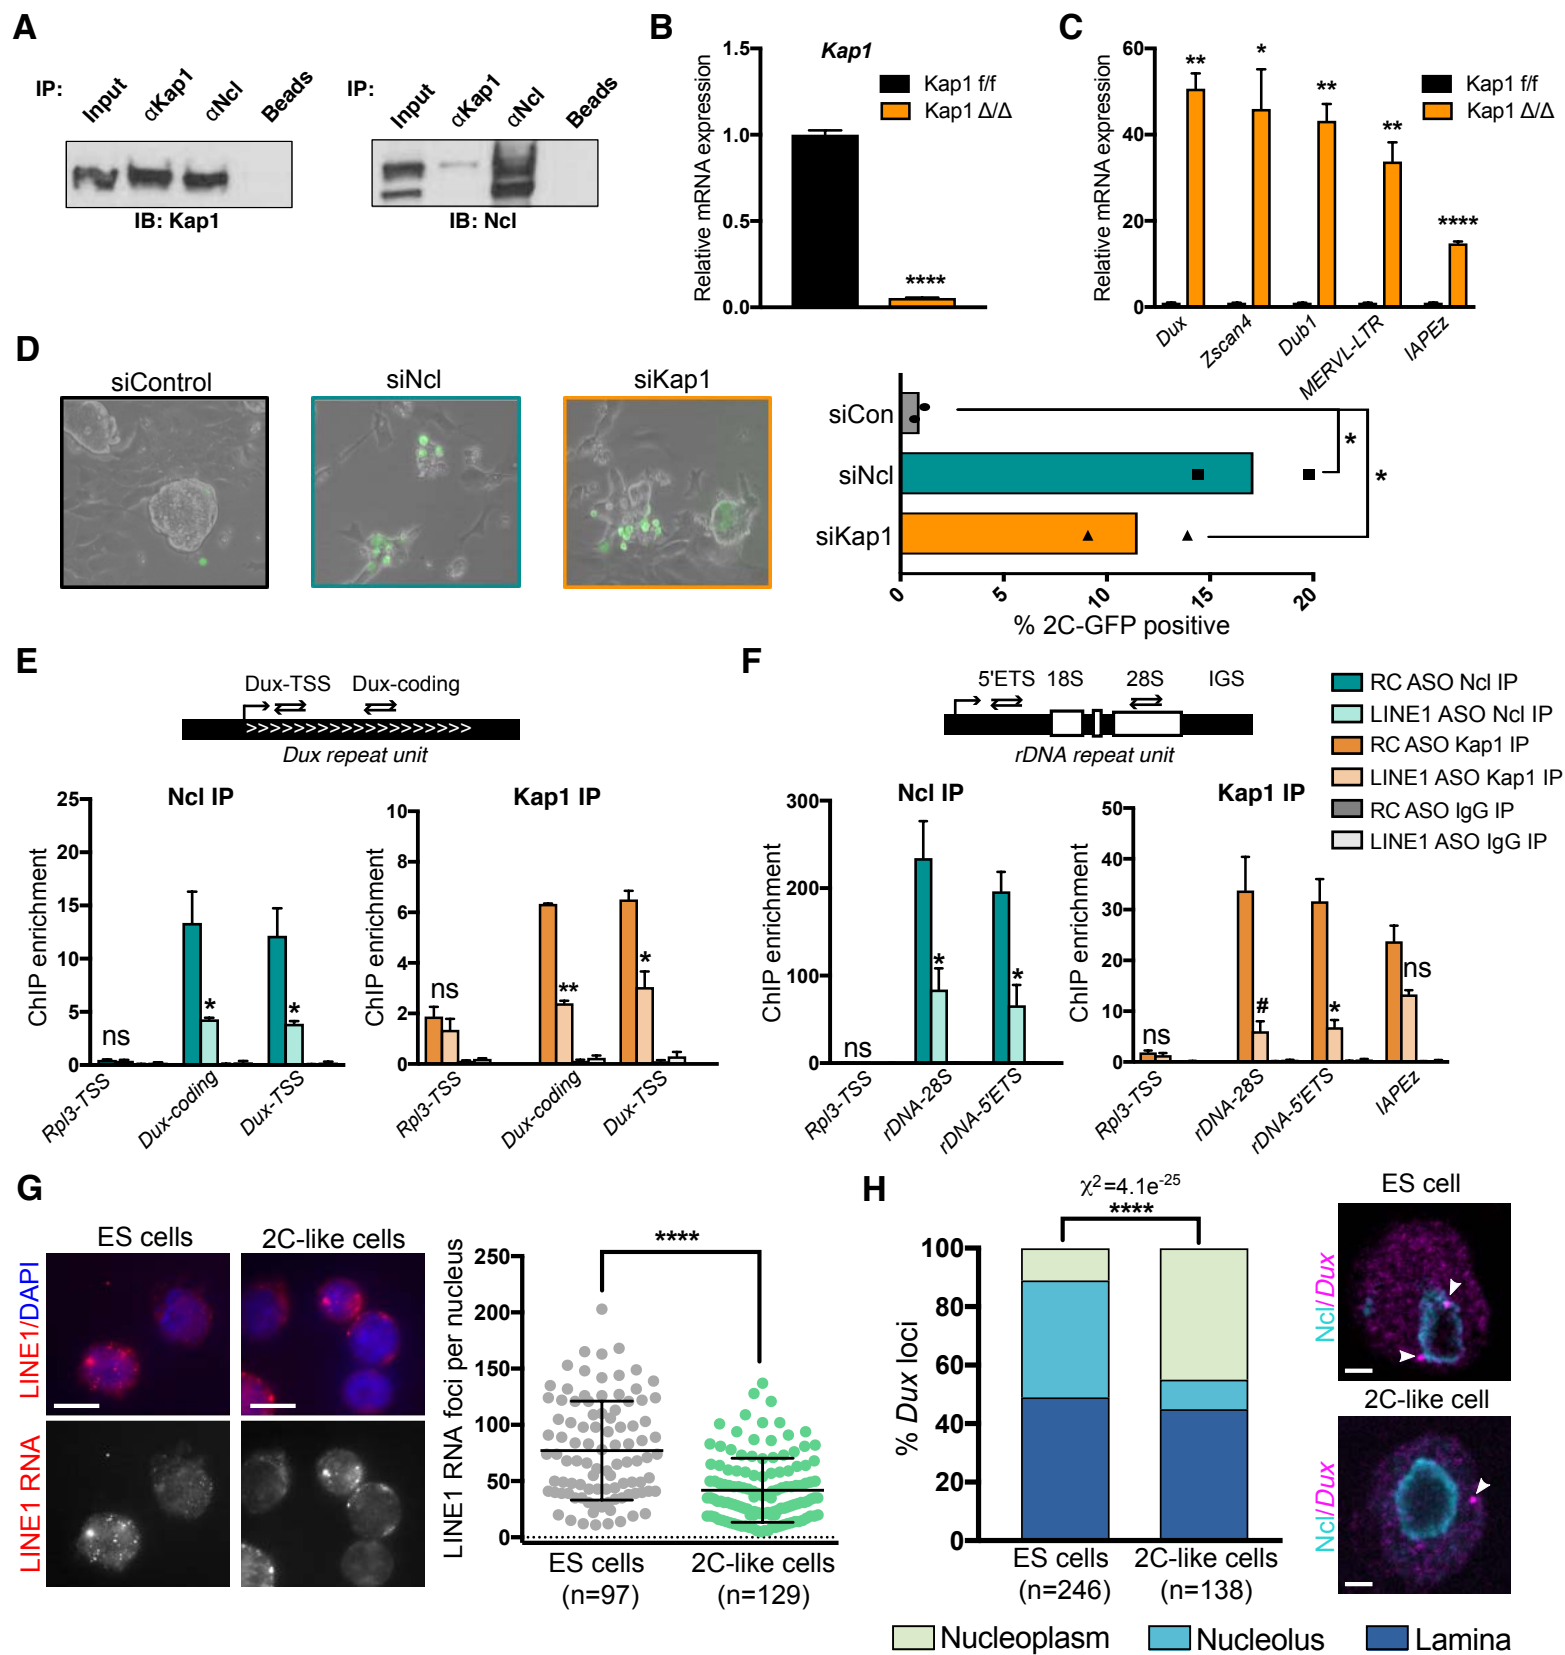 A
IP:
Input
αKap1
αNcl
Beads
IB: Kap1
IP:
Input
αKap1
αNcl
Beads
IB: Ncl
B
Kap1
Relative mRNA expression
1.5
1.0
0.5
0.0
Kap1 f/f
Kap1 Δ/Δ
****
C
Relative mRNA expression
60
40
20
0
Kap1 f/f
Kap1 Δ/Δ
**
*
**
**
****
Dux
Zscan4
Dub1
MERVL-LTR
IAPEz
D
siControl
siNcl
siKap1
siCon
siNcl
siKap1
*
*
0
5
10
15
20
% 2C-GFP positive
E
Dux-TSS
Dux-coding
>>>>>>>>>>>>>>>>>>>
Dux repeat unit
Ncl IP
ChIP enrichment
25
20
15
10
5
0
ns
*
*
Rpl3-TSS
Dux-coding
Dux-TSS
Kap1 IP
ChIP enrichment
10
8
6
4
2
0
ns
**
*
Rpl3-TSS
Dux-coding
Dux-TSS
F
5'ETS
18S
28S
IGS
rDNA repeat unit
RC ASO Ncl IP
LINE1 ASO Ncl IP
RC ASO Kap1 IP
LINE1 ASO Kap1 IP
RC ASO IgG IP
LINE1 ASO IgG IP
Ncl IP
ChIP enrichment
300
200
100
0
ns
*
*
Rpl3-TSS
rDNA-28S
rDNA-5'ETS
Kap1 IP
ChIP enrichment
50
40
30
20
10
0
ns
#
*
ns
Rpl3-TSS
rDNA-28S
rDNA-5'ETS
IAPEz
G
ES cells
2C-like cells
LINE1/DAPI
LINE1 RNA
LINE1 RNA foci per nucleus
250
200
150
100
50
0
****
ES cells
(n=97)
2C-like cells
(n=129)
H
χ²=4.1e⁻²⁵
****
% Dux loci
100
80
60
40
20
0
ES cells
(n=246)
2C-like cells
(n=138)
ES cell
Ncl/Dux
2C-like cell
Ncl/Dux
Nucleoplasm
Nucleolus
Lamina